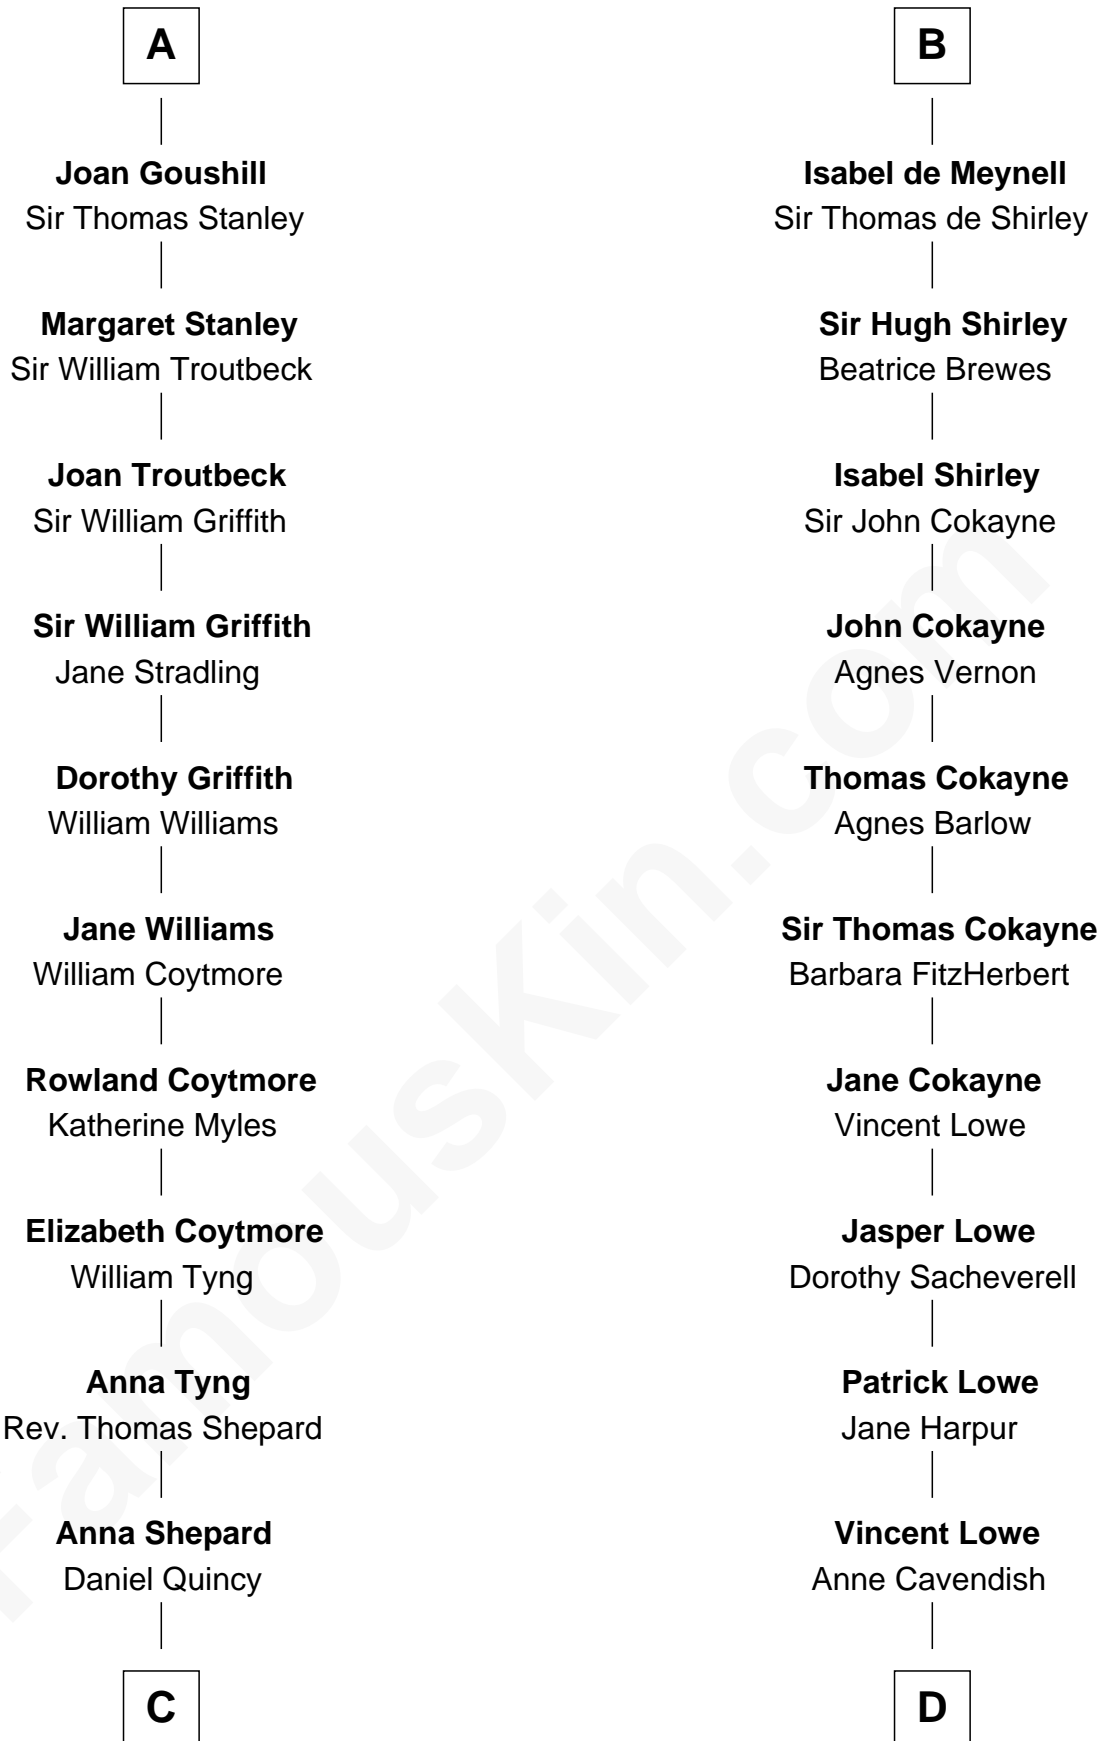 A
Joan Goushill
Sir Thomas Stanley
Margaret Stanley
Sir William Troutbeck
Joan Troutbeck
Sir William Griffith
Sir William Griffith
Jane Stradling
Dorothy Griffith
William Williams
Jane Williams
William Coytmore
Rowland Coytmore
Katherine Myles
Elizabeth Coytmore
William Tyng
Anna Tyng
Rev. Thomas Shepard
Anna Shepard
Daniel Quincy
C
B
Isabel de Meynell
Sir Thomas de Shirley
Sir Hugh Shirley
Beatrice Brewes
Isabel Shirley
Sir John Cokayne
John Cokayne
Agnes Vernon
Thomas Cokayne
Agnes Barlow
Sir Thomas Cokayne
Barbara FitzHerbert
Jane Cokayne
Vincent Lowe
Jasper Lowe
Dorothy Sacheverell
Patrick Lowe
Jane Harpur
Vincent Lowe
Anne Cavendish
D
FamousKin.com